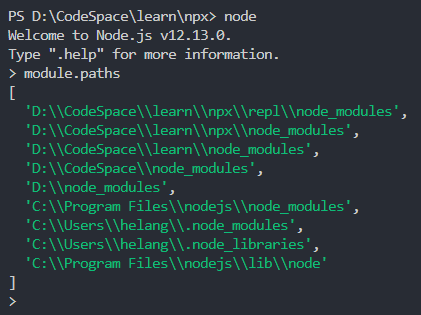 PS D:\CodeSpace\learn\npx> node
Welcome to Node.js v12.13.0.
Type ".help" for more information.
> module.paths
[
  'D:\\CodeSpace\\learn\\npx\\repl\\node_modules',
  'D:\\CodeSpace\\learn\\npx\\node_modules',
  'D:\\CodeSpace\\learn\\node_modules',
  'D:\\CodeSpace\\node_modules',
  'D:\\node_modules',
  'C:\\Program Files\\nodejs\\node_modules',
  'C:\\Users\\helang\\.node_modules',
  'C:\\Users\\helang\\.node_libraries',
  'C:\\Program Files\\nodejs\\lib\\node'
]
>